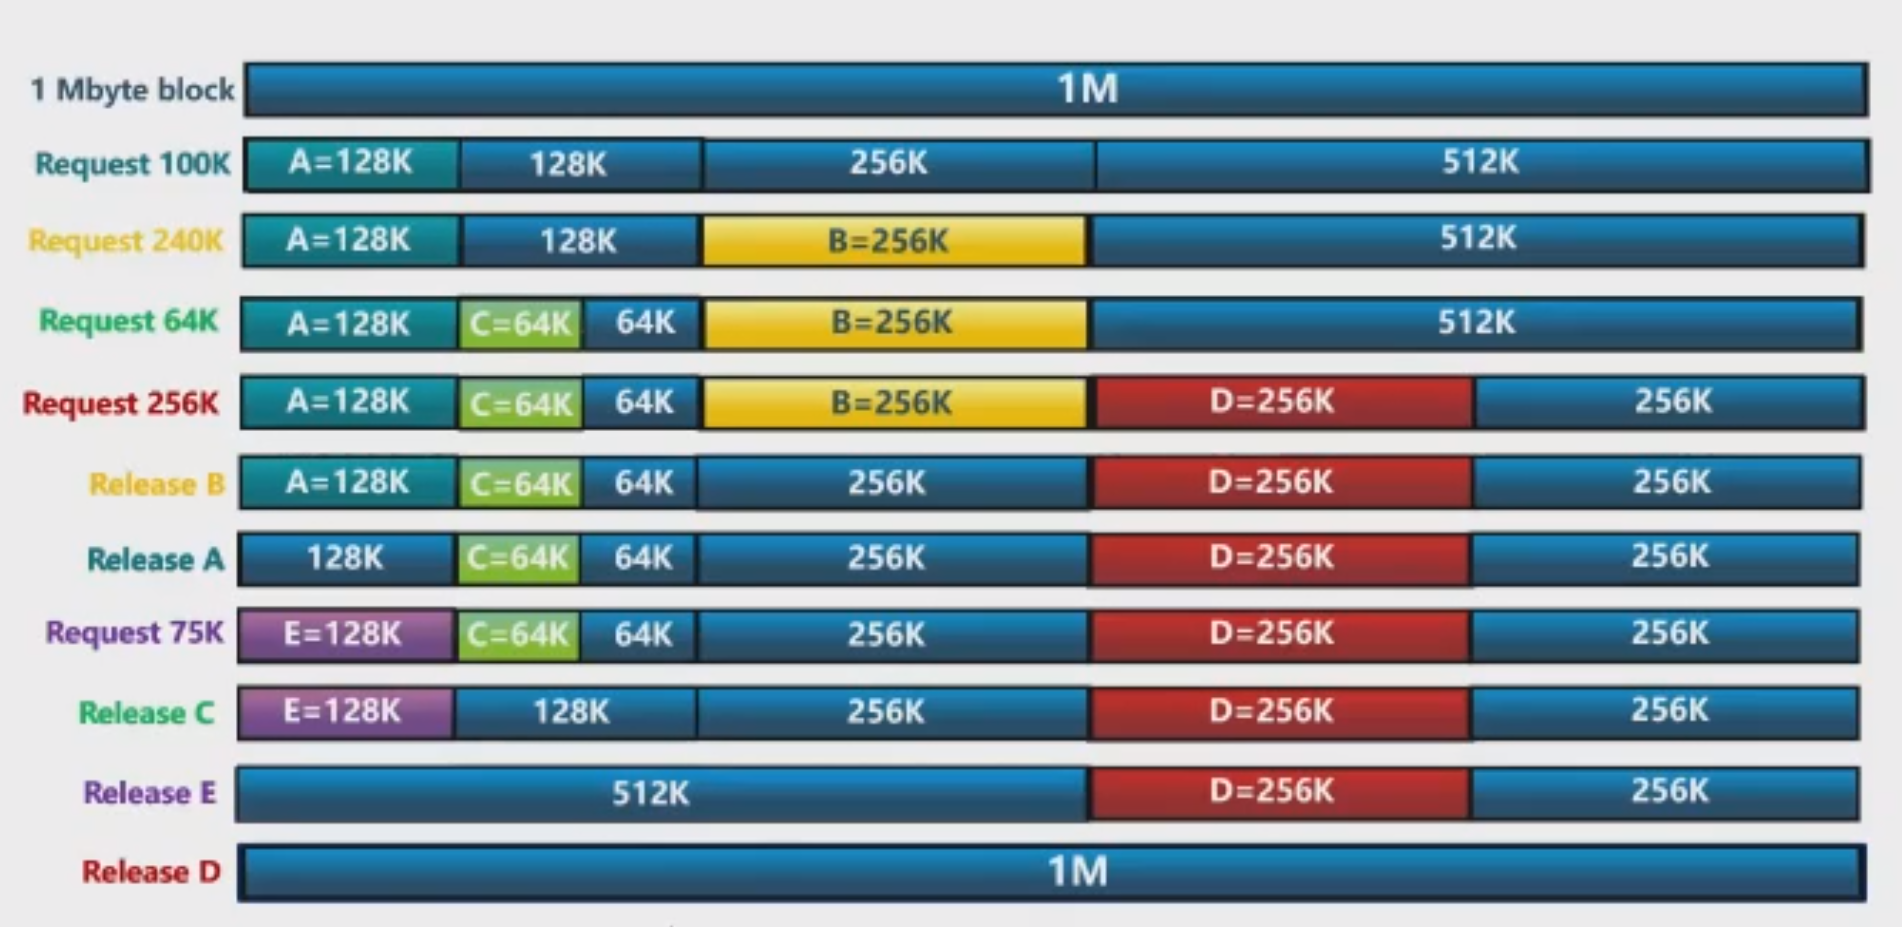 1 Mbyte block 1M
Request 100K A=128K 128K 256K 512K
Request 240K A=128K 128K B=256K 512K
Request 64K A=128K C=64K 64K B=256K 512K
Request 256K A=128K C=64K 64K B=256K D=256K 256K
Release B A=128K C=64K 64K 256K D=256K 256K
Release A 128K C=64K 64K 256K D=256K 256K
Request 75K E=128K C=64K 64K 256K D=256K 256K
Release C E=128K 128K 256K D=256K 256K
Release E 512K D=256K 256K
Release D 1M